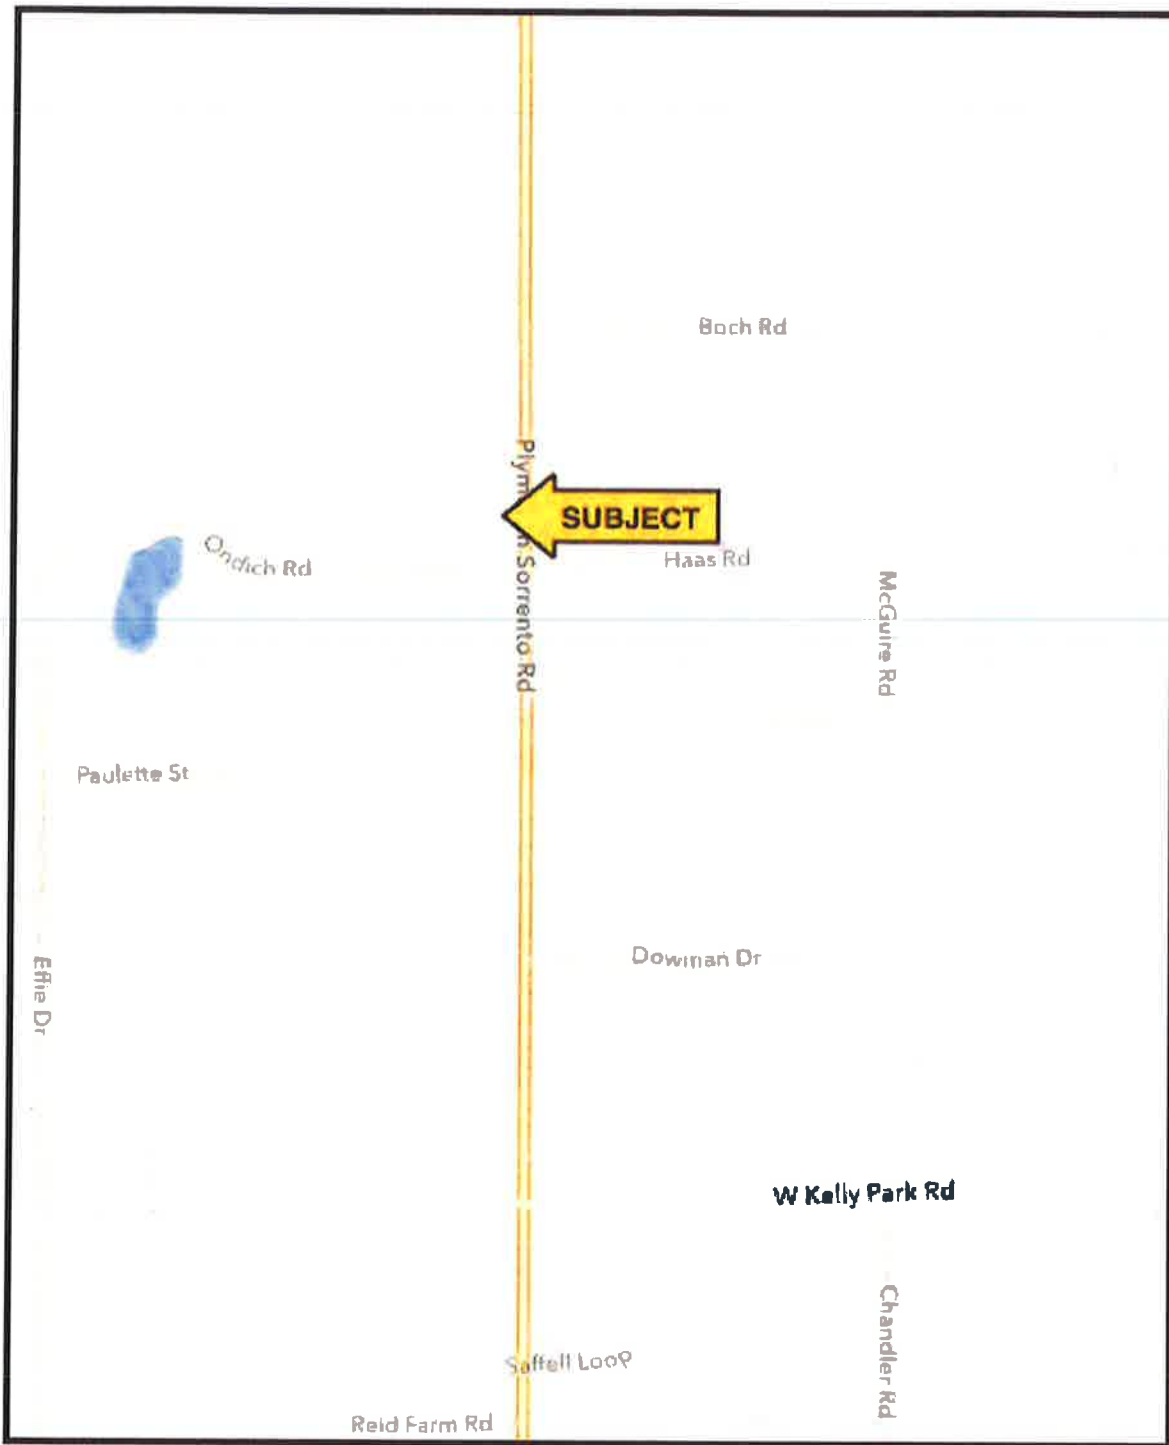 Boch Rd
SUBJECT
Haas Rd
Ondich Rd
Sorrento Rd
McGuire Rd
Paulette St
Effie Dr
Dowman Dr
W Kelly Park Rd
Chandler Rd
Saffell Loop
Reid Farm Rd